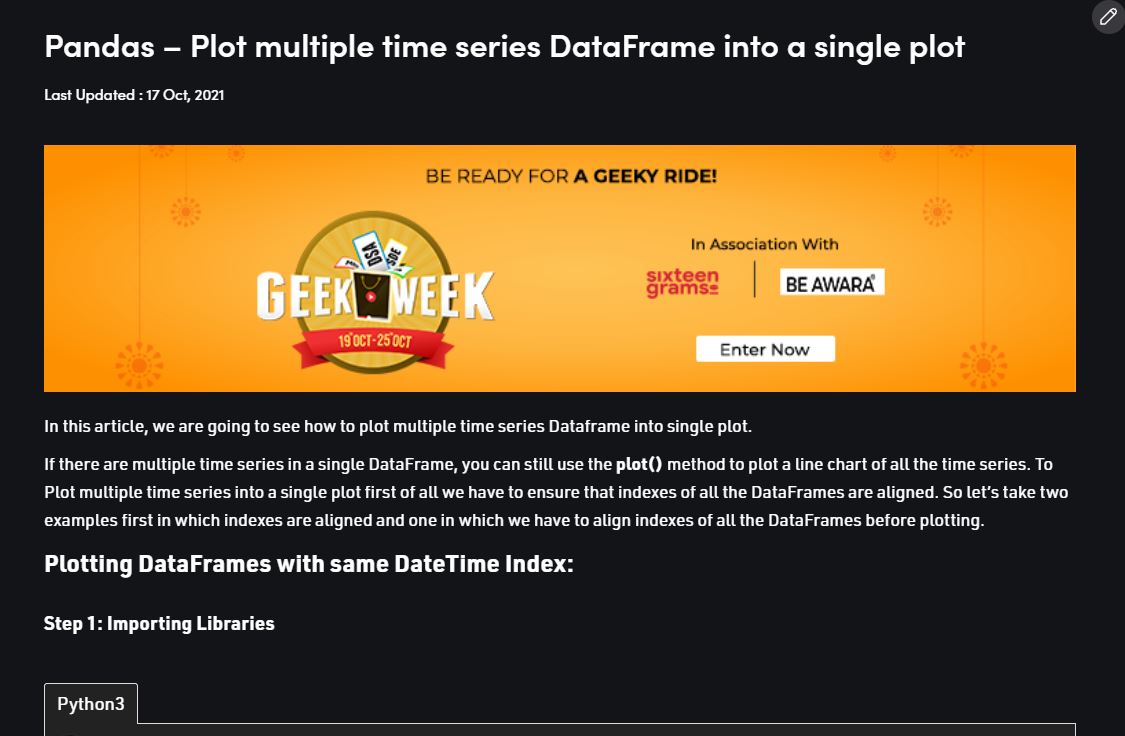 Pandas – Plot multiple time series DataFrame into a single plot
Last Updated : 17 Oct, 2021
BE READY FOR A GEEKY RIDE!
DSA
SDE
GEEK WEEK
19th OCT-25th OCT
In Association With
sixteen
grams
BE AWARA®
Enter Now
In this article, we are going to see how to plot multiple time series Dataframe into single plot.
If there are multiple time series in a single DataFrame, you can still use the plot() method to plot a line chart of all the time series. To
Plot multiple time series into a single plot first of all we have to ensure that indexes of all the DataFrames are aligned. So let’s take two
examples first in which indexes are aligned and one in which we have to align indexes of all the DataFrames before plotting.
Plotting DataFrames with same DateTime Index:
Step 1: Importing Libraries
Python3